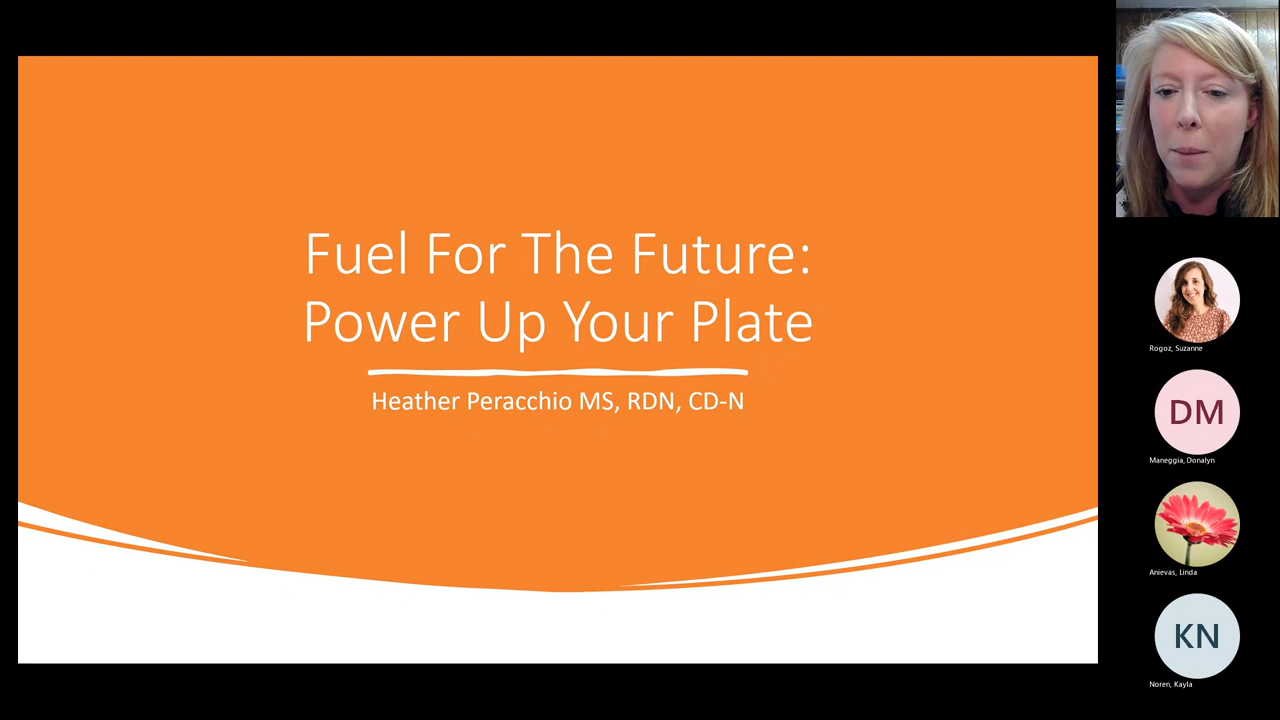 Fuel For The Future:
Power Up Your Plate
Heather Peracchio MS, RDN, CD-N
Rogoz, Suzanne
DM
Maneggia, Donalyn
Anievas, Linda
KN
Noren, Kayla